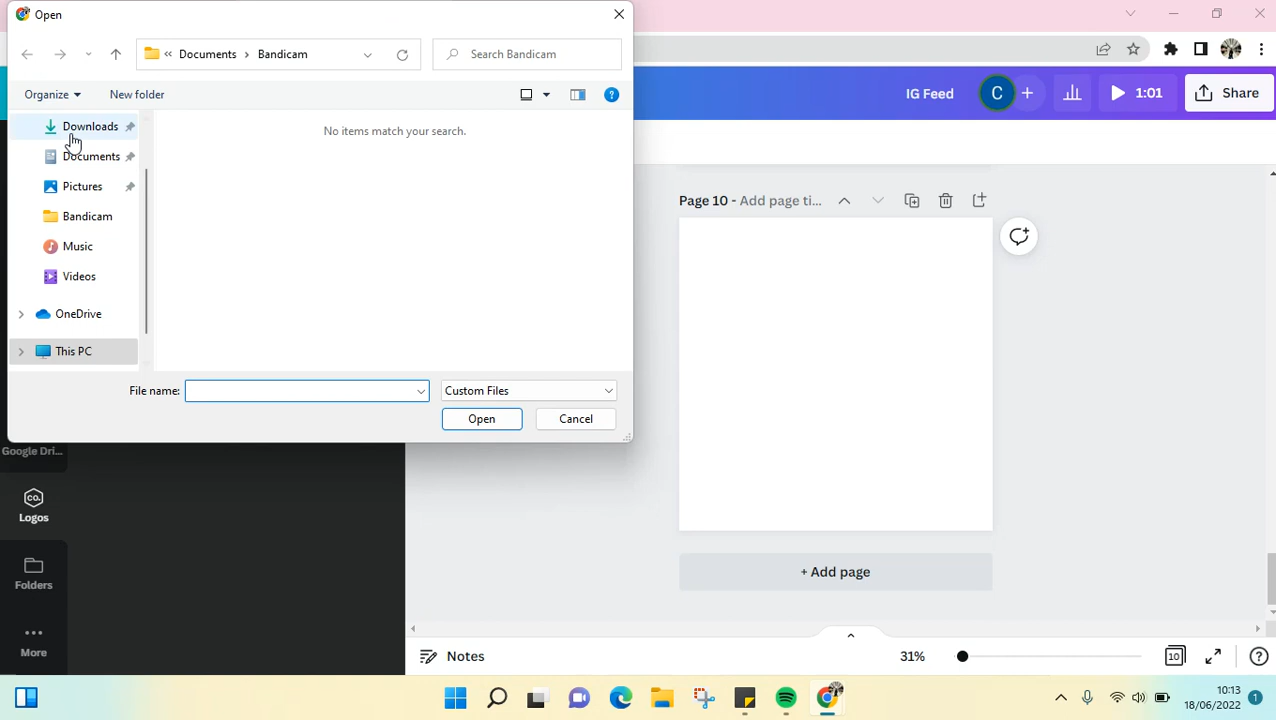 Open
« Documents › Bandicam
Search Bandicam
Organize
New folder
IG Feed
C
+
1:01
Share
Downloads
Documents
Pictures
Bandicam
Music
Videos
OneDrive
This PC
No items match your search.
File name:
Custom Files
Open
Cancel
Page 10 - Add page ti...
+ Add page
Google Dri...
CO.
Logos
Folders
More
Notes
31%
10
10:13
18/06/2022
1